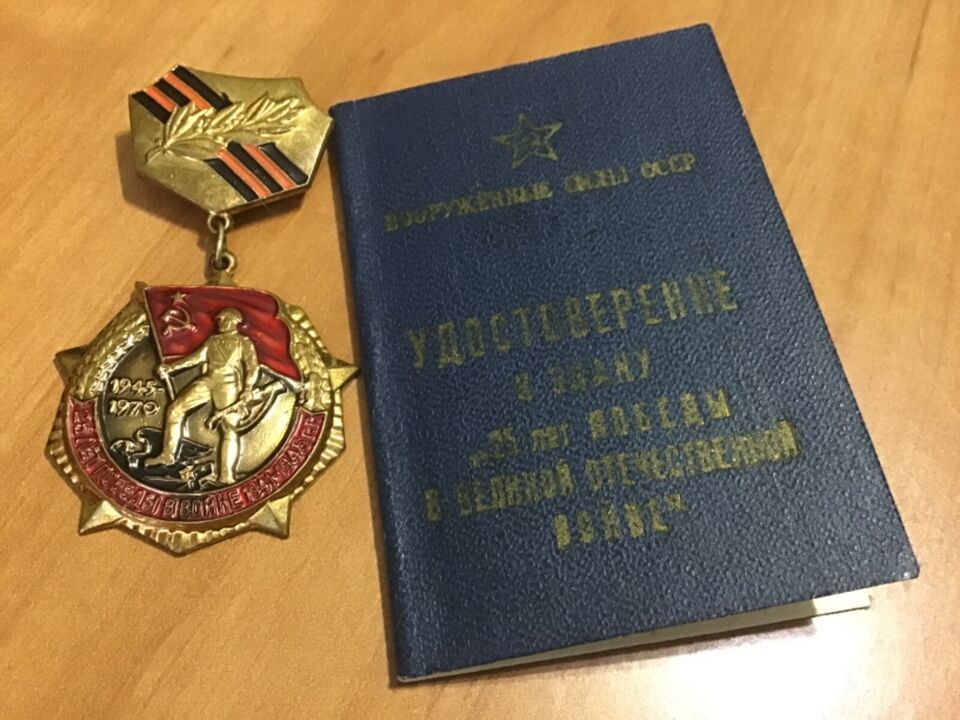 1945-
1970
25 ЛЕТ ПОБЕДЫ В ВОЙНЕ 1941-1945 ГГ
ВООРУЖЕННЫЕ СИЛЫ СССР
УДОСТОВЕРЕНИЕ
К ЗНАКУ
„25 лет ПОБЕДЫ
В ВЕЛИКОЙ ОТЕЧЕСТВЕННОЙ
ВОЙНЕ"